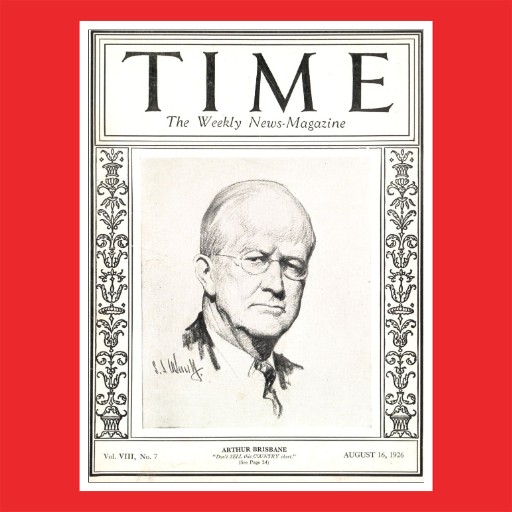 TIME
The Weekly News-Magazine
Vol. VIII, No. 7
ARTHUR BRISBANE
"Don't SELL this COUNTRY short."
(See Page 24)
AUGUST 16, 1926